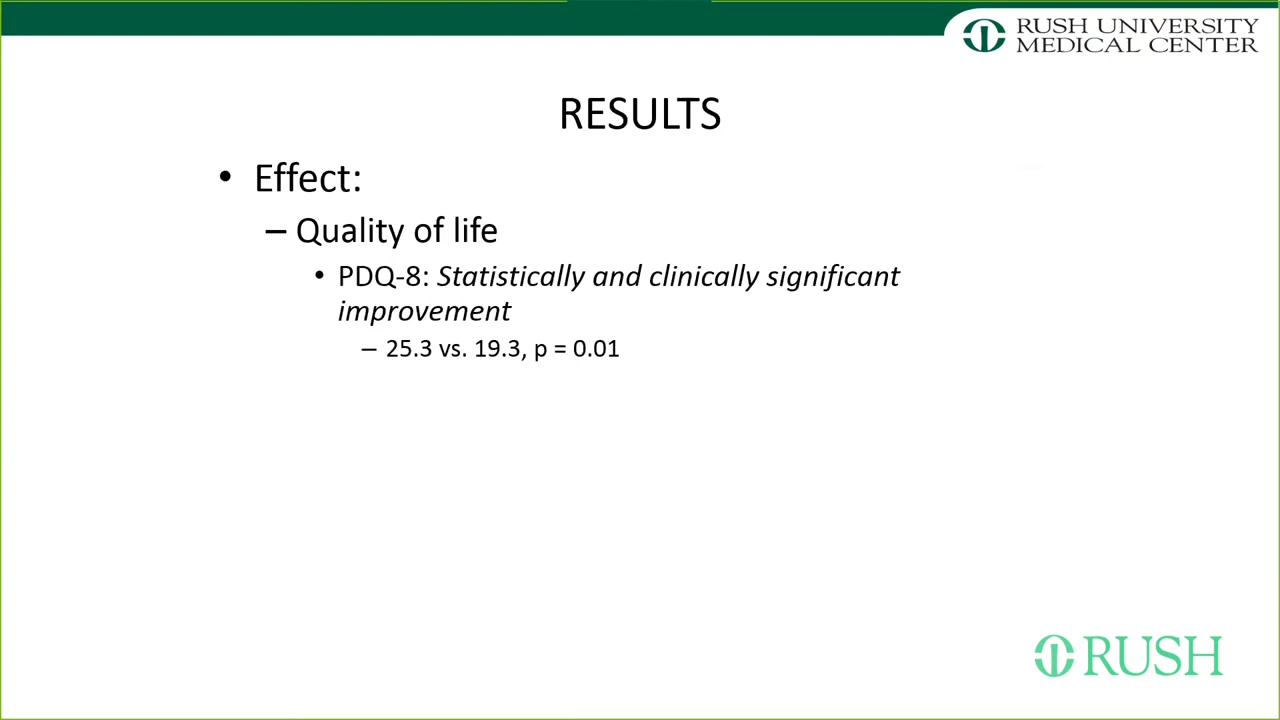 RUSH UNIVERSITY
MEDICAL CENTER
RESULTS
• Effect:
– Quality of life
• PDQ-8: Statistically and clinically significant
improvement
– 25.3 vs. 19.3, p = 0.01
RUSH